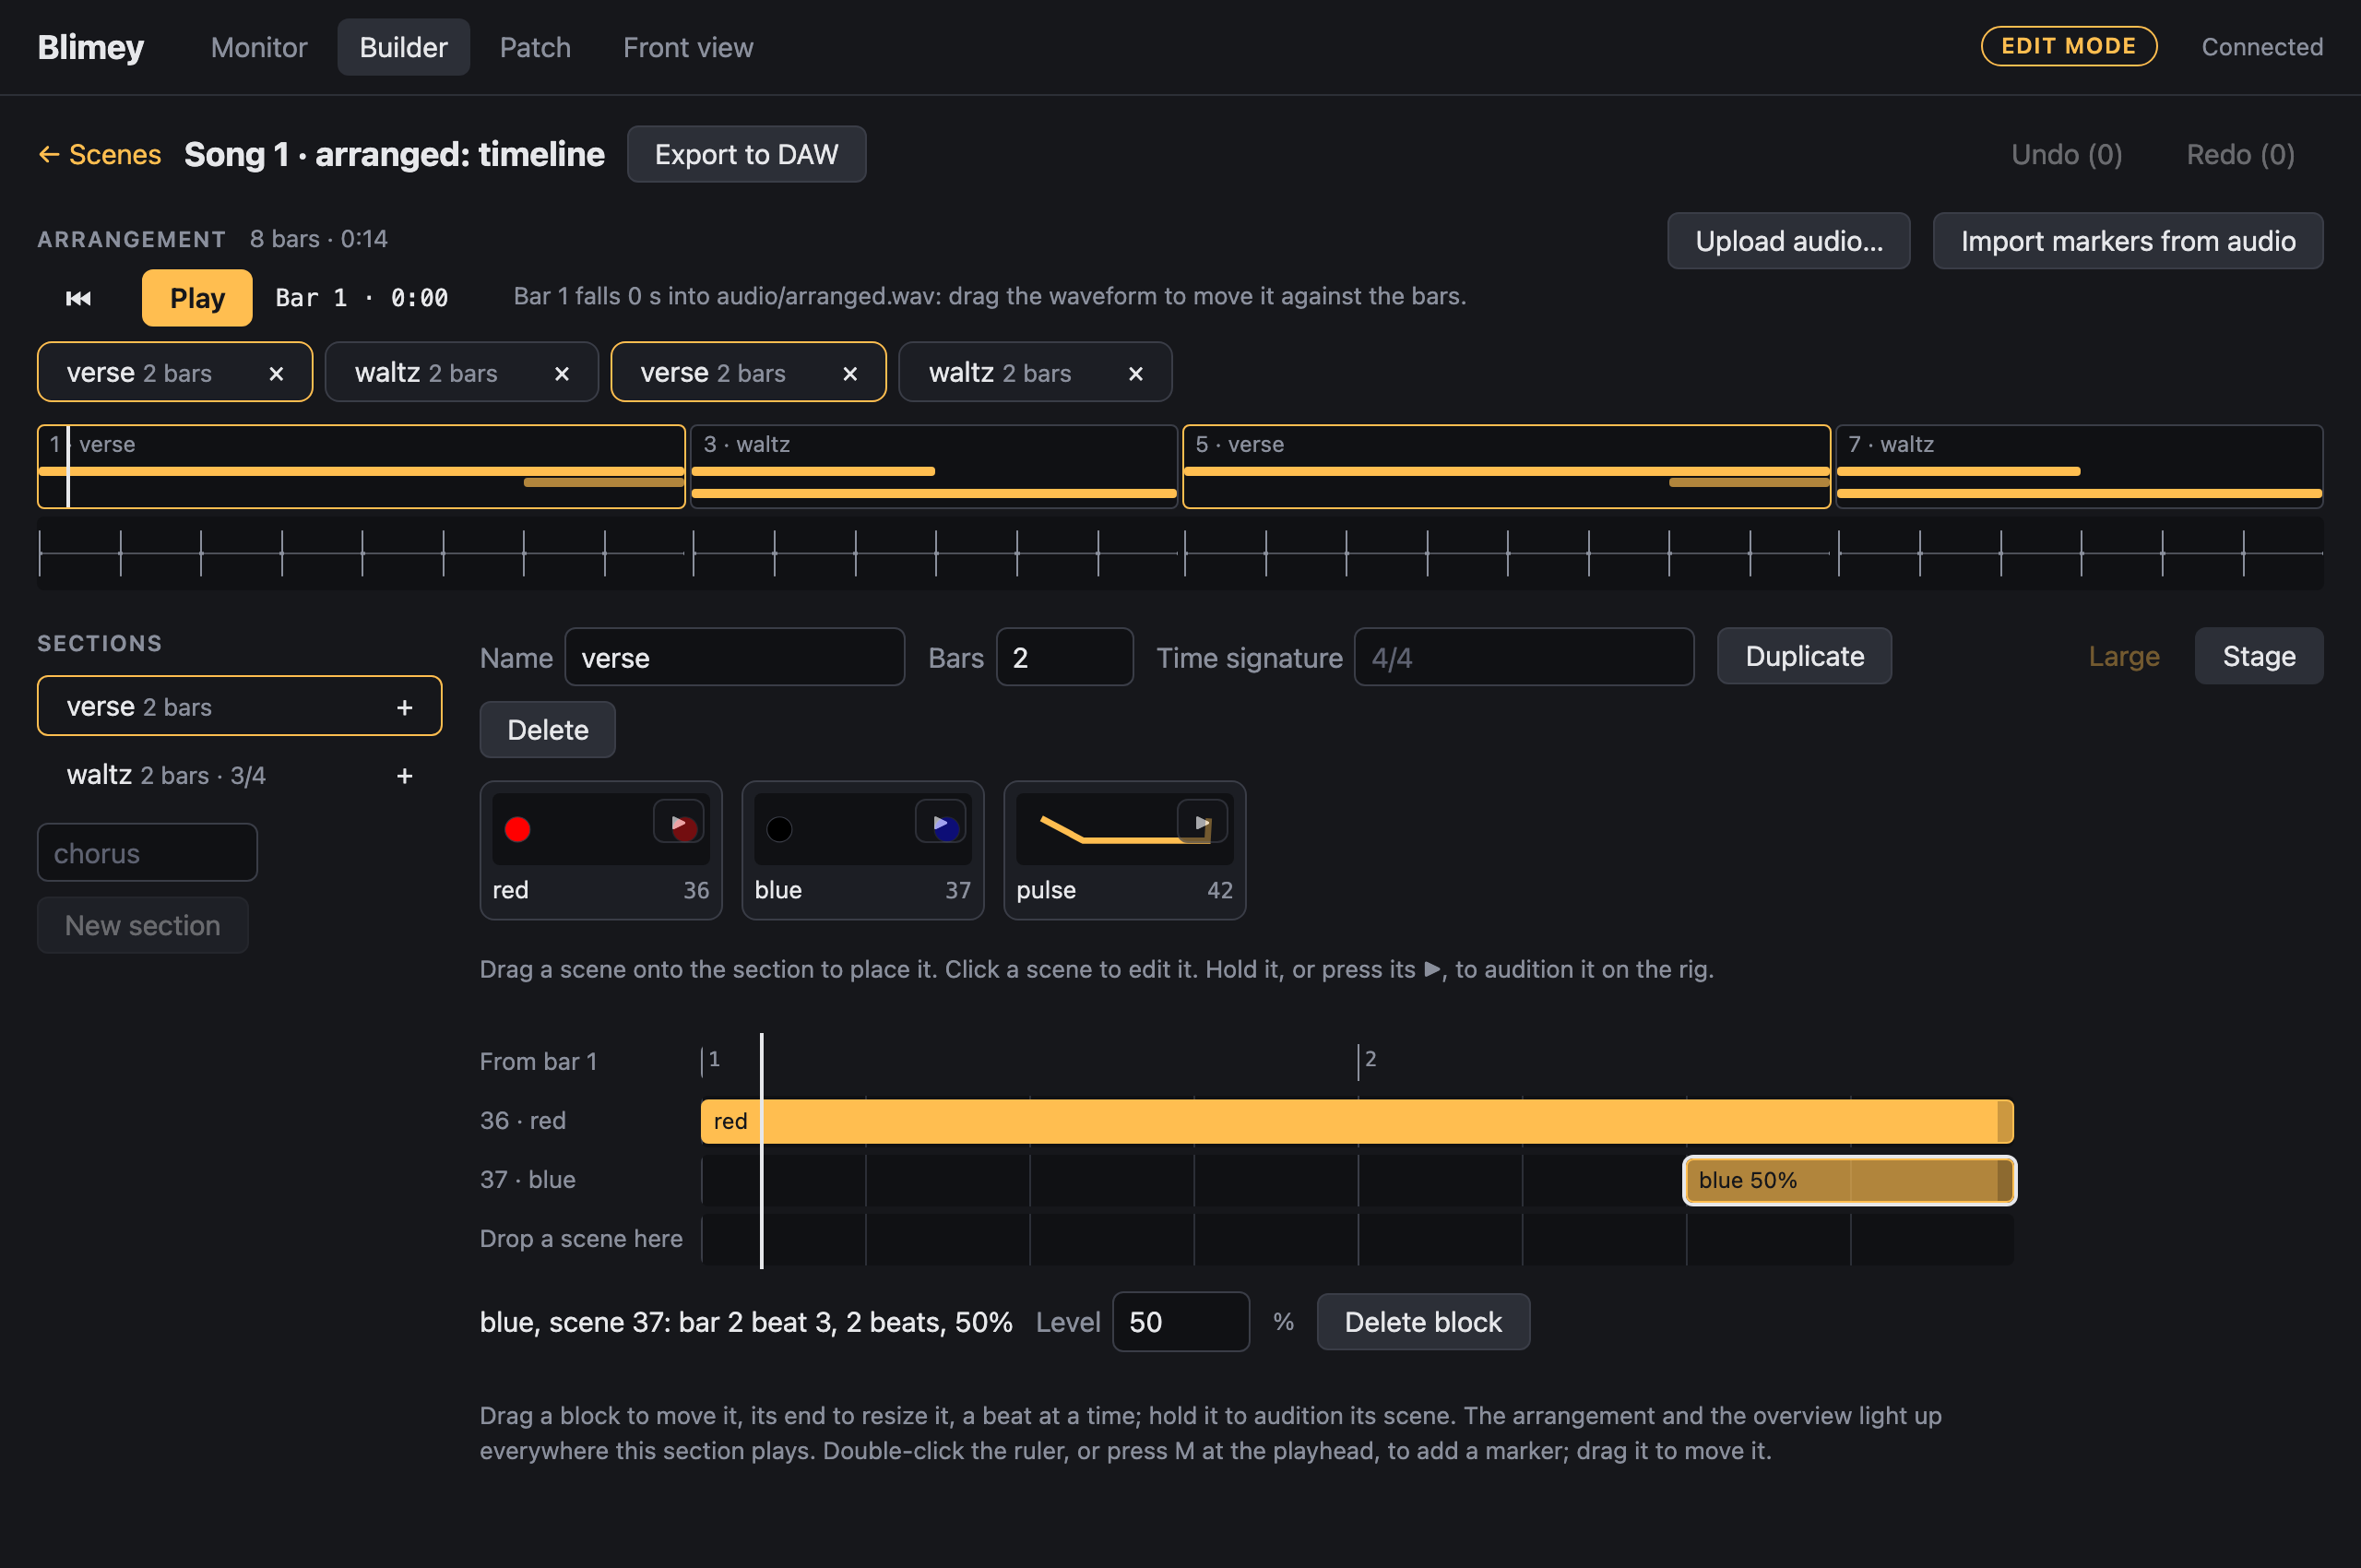 Blimey Monitor Builder Patch Front view EDIT MODE Connected
← Scenes Song 1 · arranged: timeline Export to DAW Undo (0) Redo (0)
ARRANGEMENT 8 bars · 0:14 Upload audio... Import markers from audio
Play Bar 1 · 0:00 Bar 1 falls 0 s into audio/arranged.wav: drag the waveform to move it against the bars.
verse 2 bars × waltz 2 bars × verse 2 bars × waltz 2 bars ×
1 verse 3 · waltz 5 · verse 7 · waltz
SECTIONS
verse 2 bars +
waltz 2 bars · 3/4 +
chorus
New section
Name verse Bars 2 Time signature 4/4 Duplicate Large Stage
Delete
red 36 blue 37 pulse 42
Drag a scene onto the section to place it. Click a scene to edit it. Hold it, or press its ▶, to audition it on the rig.
From bar 1 1 2
36 · red red
37 · blue blue 50%
Drop a scene here
blue, scene 37: bar 2 beat 3, 2 beats, 50% Level 50 % Delete block
Drag a block to move it, its end to resize it, a beat at a time; hold it to audition its scene. The arrangement and the overview light up
everywhere this section plays. Double-click the ruler, or press M at the playhead, to add a marker; drag it to move it.